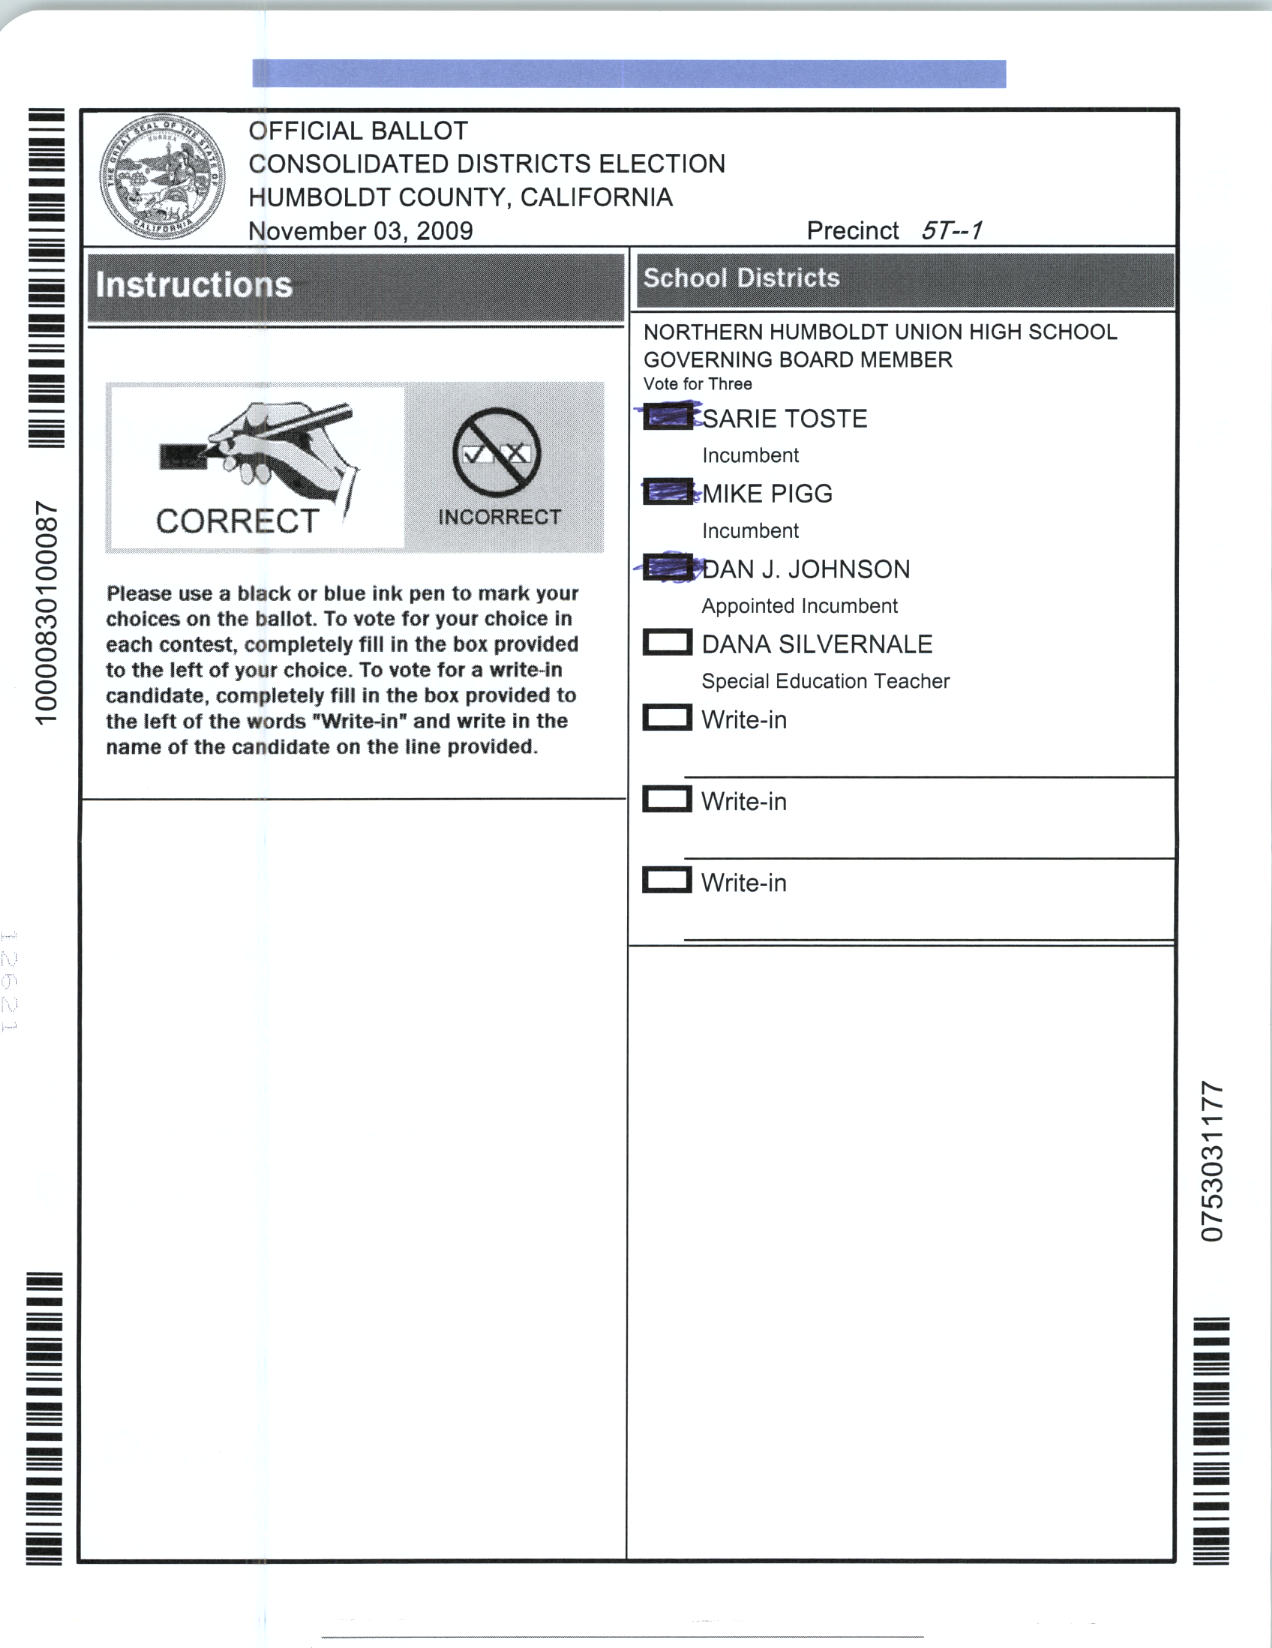 OFFICIAL BALLOT
CONSOLIDATED DISTRICTS ELECTION
HUMBOLDT COUNTY, CALIFORNIA
November 03, 2009
Precinct 5T--1
THE GREAT SEAL OF THE STATE OF CALIFORNIA
EUREKA
Instructions
CORRECT
INCORRECT
Please use a black or blue ink pen to mark your
choices on the ballot. To vote for your choice in
each contest, completely fill in the box provided
to the left of your choice. To vote for a write-in
candidate, completely fill in the box provided to
the left of the words "Write-in" and write in the
name of the candidate on the line provided.
School Districts
NORTHERN HUMBOLDT UNION HIGH SCHOOL
GOVERNING BOARD MEMBER
Vote for Three
SARIE TOSTE
Incumbent
MIKE PIGG
Incumbent
DAN J. JOHNSON
Appointed Incumbent
DANA SILVERNALE
Special Education Teacher
Write-in
Write-in
Write-in
10000830100087
12621
0753031177